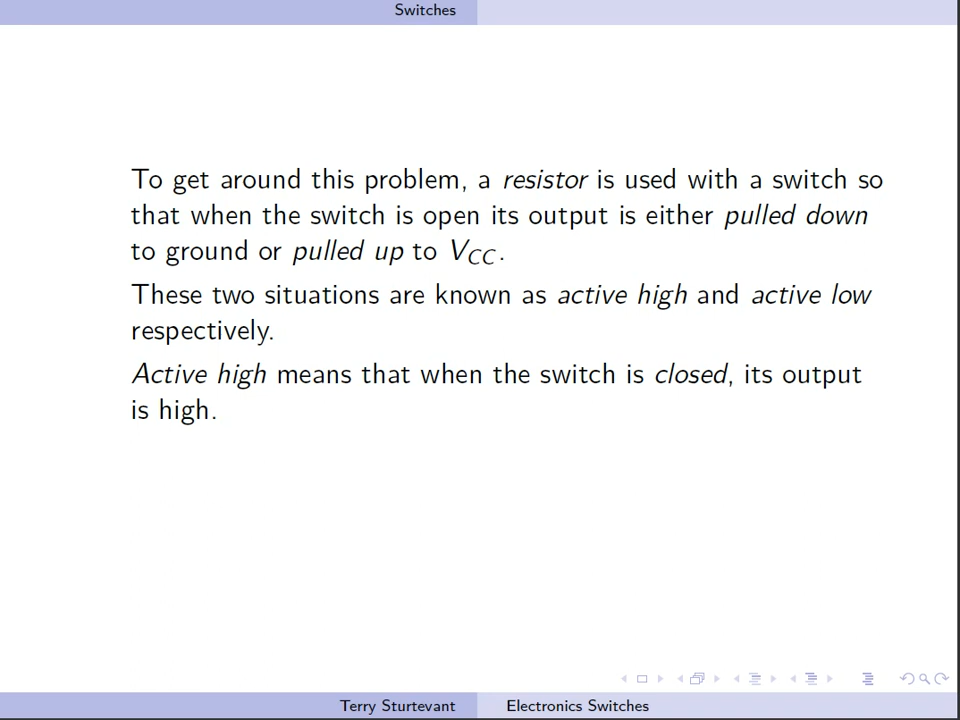 Switches
To get around this problem, a resistor is used with a switch so
that when the switch is open its output is either pulled down
to ground or pulled up to VCC.
These two situations are known as active high and active low
respectively.
Active high means that when the switch is closed, its output
is high.
Terry Sturtevant Electronics Switches